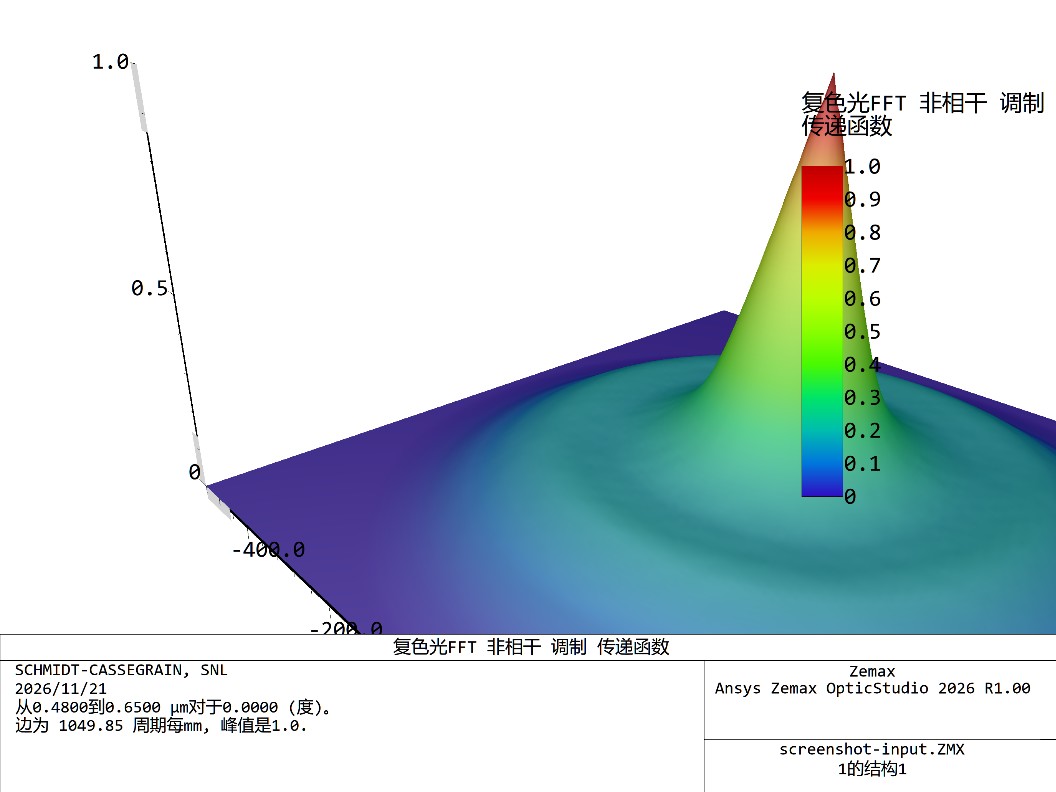 1.0
0.5
0
-400.0
-200.0
复色光FFT 非相干 调制
传递函数
1.0
0.9
0.8
0.7
0.6
0.5
0.4
0.3
0.2
0.1
0
复色光FFT 非相干 调制 传递函数
SCHMIDT-CASSEGRAIN, SNL
2026/11/21
从0.4800到0.6500 µm对于0.0000 (度)。
边为 1049.85 周期每mm, 峰值是1.0.
Zemax
Ansys Zemax OpticStudio 2026 R1.00
screenshot-input.ZMX
1的结构1